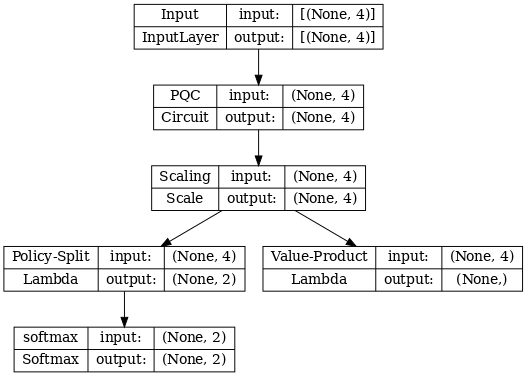 Input input: [(None, 4)]
InputLayer output: [(None, 4)]
PQC input: (None, 4)
Circuit output: (None, 4)
Scaling input: (None, 4)
Scale output: (None, 4)
Policy-Split input: (None, 4)
Lambda output: (None, 2)
Value-Product input: (None, 4)
Lambda output: (None,)
softmax input: (None, 2)
Softmax output: (None, 2)